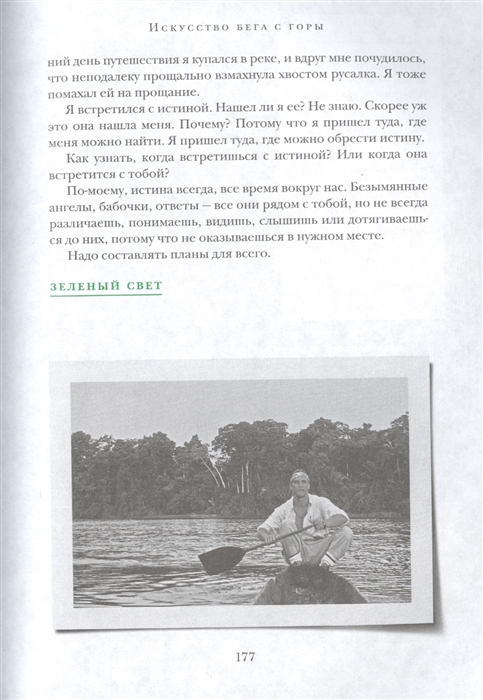 Искусство бега с горы
ний день путешествия я купался в реке, и вдруг мне почудилось,
что неподалеку прощально взмахнула хвостом русалка. Я тоже
помахал ей на прощание.
Я встретился с истиной. Нашел ли я ее? Не знаю. Скорее уж
это она нашла меня. Почему? Потому что я пришел туда, где
меня можно найти. Я пришел туда, где можно обрести истину.
Как узнать, когда встретишься с истиной? Или когда она
встретится с тобой?
По-моему, истина всегда, все время вокруг нас. Безымянные
ангелы, бабочки, ответы — все они рядом с тобой, но не всегда
различаешь, понимаешь, видишь, слышишь или дотягиваешь-
ся до них, потому что не оказываешься в нужном месте.
Надо составлять планы для всего.
ЗЕЛЕНЫЙ СВЕТ
177